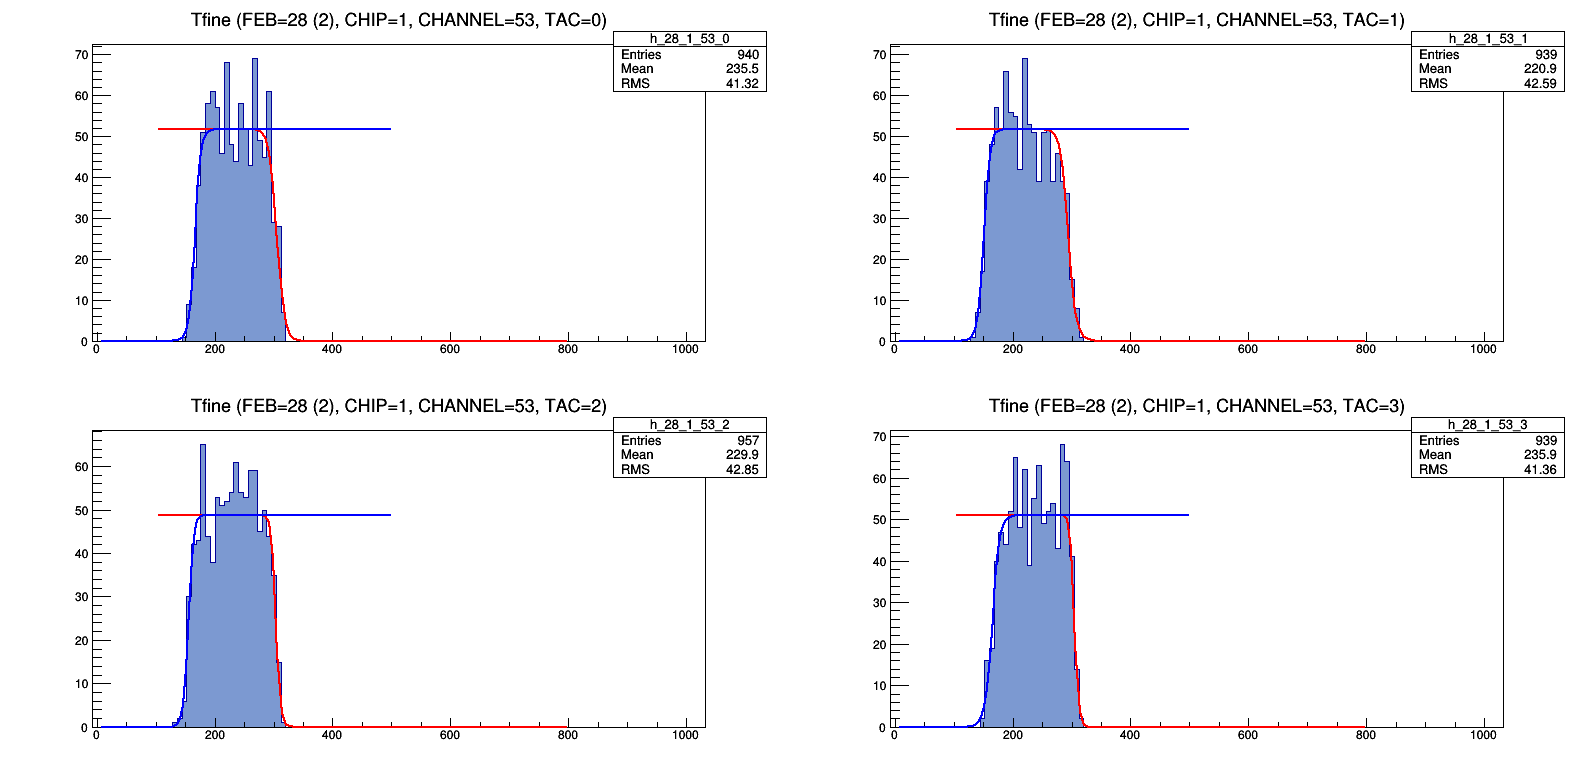 Tfine (FEB=28 (2), CHIP=1, CHANNEL=53, TAC=0)
h_28_1_53_0
Entries 940
Mean 235.5
RMS 41.32
70
60
50
40
30
20
10
0
0 200 400 600 800 1000
Tfine (FEB=28 (2), CHIP=1, CHANNEL=53, TAC=1)
h_28_1_53_1
Entries 939
Mean 220.9
RMS 42.59
70
60
50
40
30
20
10
0
0 200 400 600 800 1000
Tfine (FEB=28 (2), CHIP=1, CHANNEL=53, TAC=2)
h_28_1_53_2
Entries 957
Mean 229.9
RMS 42.85
60
50
40
30
20
10
0
0 200 400 600 800 1000
Tfine (FEB=28 (2), CHIP=1, CHANNEL=53, TAC=3)
h_28_1_53_3
Entries 939
Mean 235.9
RMS 41.36
70
60
50
40
30
20
10
0
0 200 400 600 800 1000